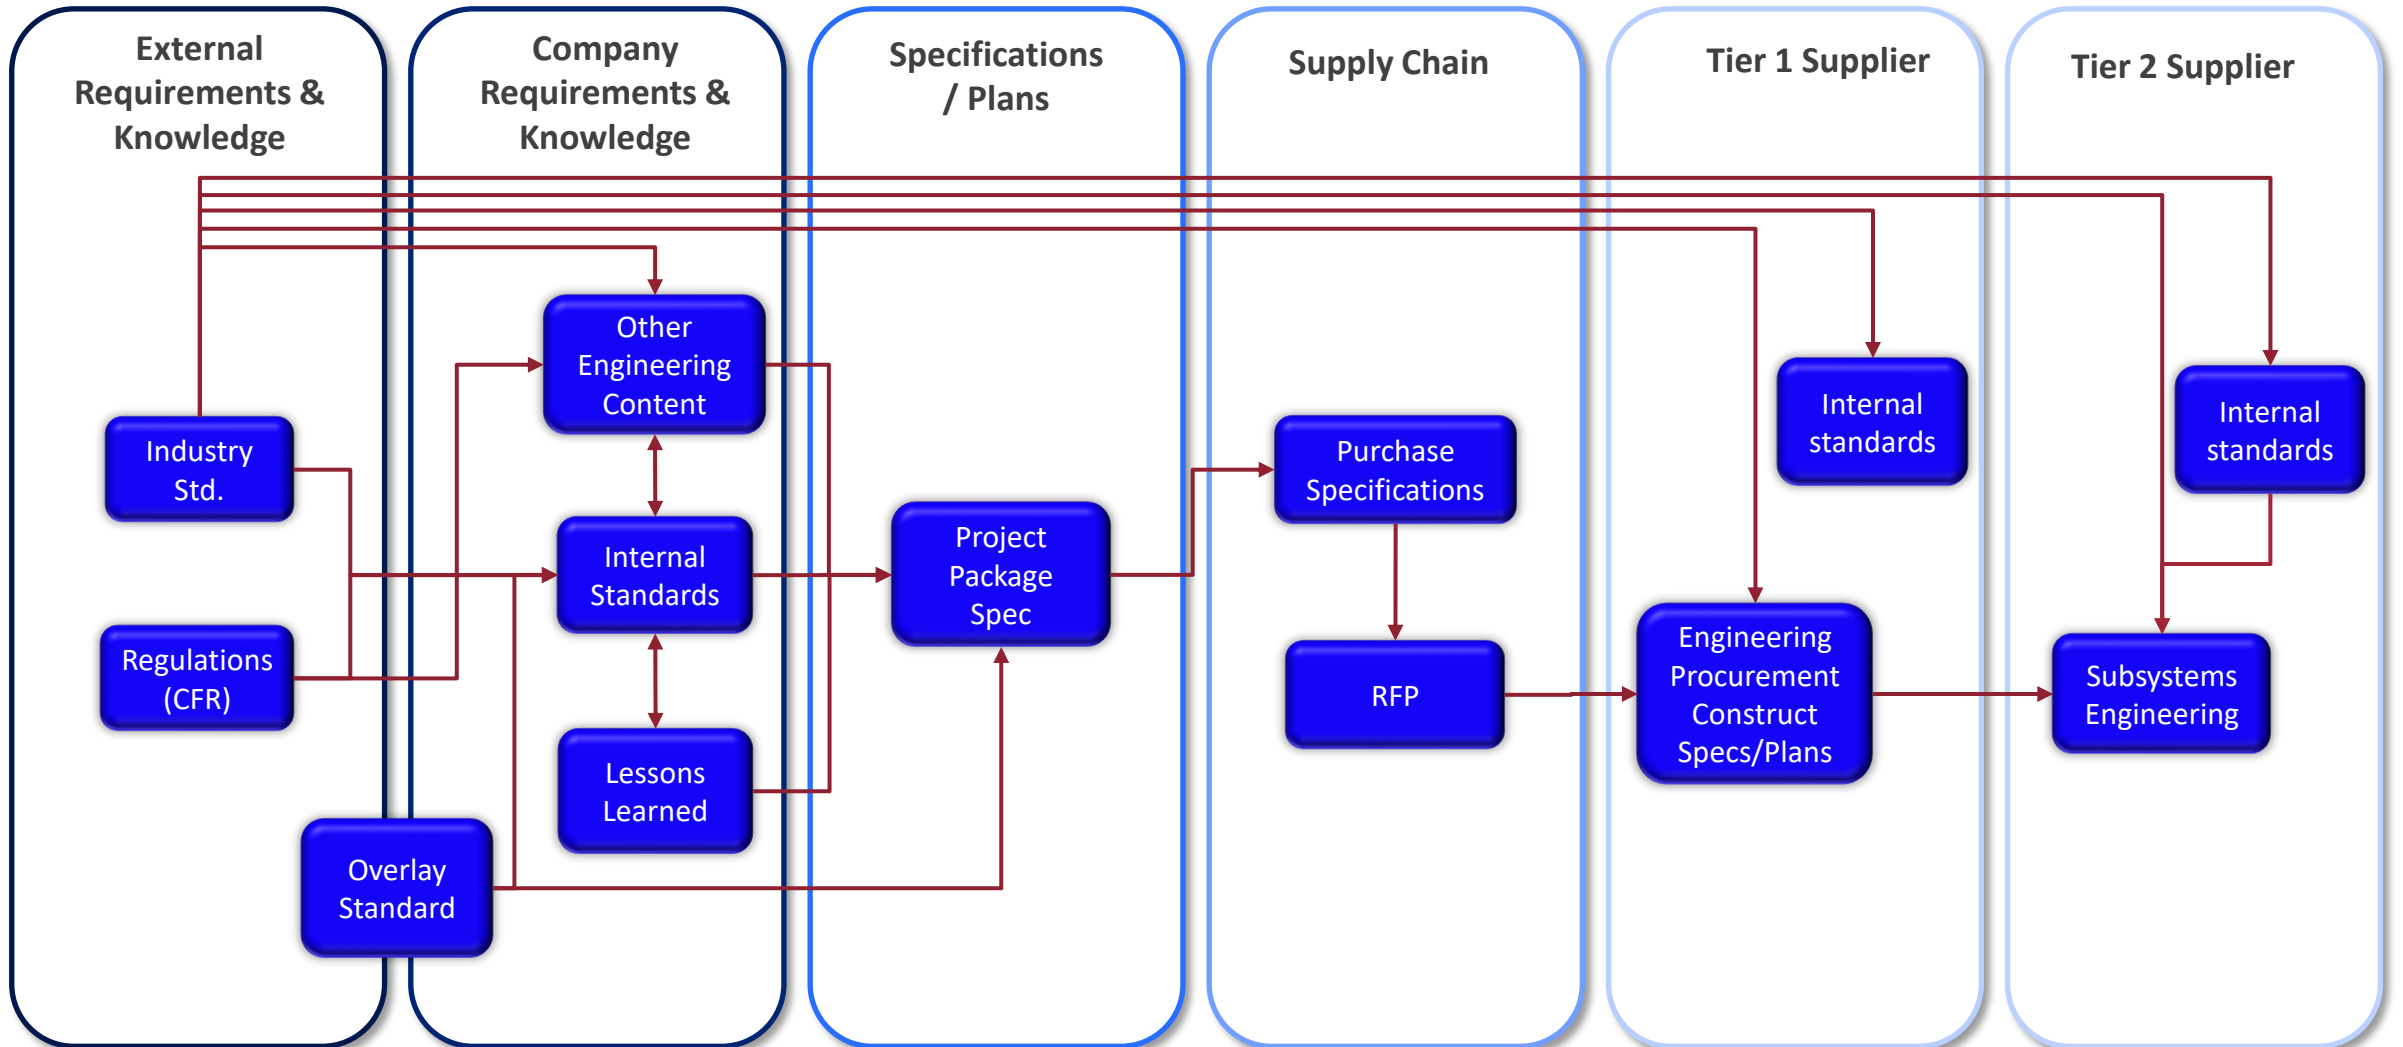 External
Requirements &
Knowledge
Company
Requirements &
Knowledge
Specifications
/ Plans
Supply Chain
Tier 1 Supplier
Tier 2 Supplier
Industry
Std.
Regulations
(CFR)
Overlay
Standard
Other
Engineering
Content
Internal
Standards
Lessons
Learned
Project
Package
Spec
Purchase
Specifications
RFP
Internal
standards
Engineering
Procurement
Construct
Specs/Plans
Internal
standards
Subsystems
Engineering